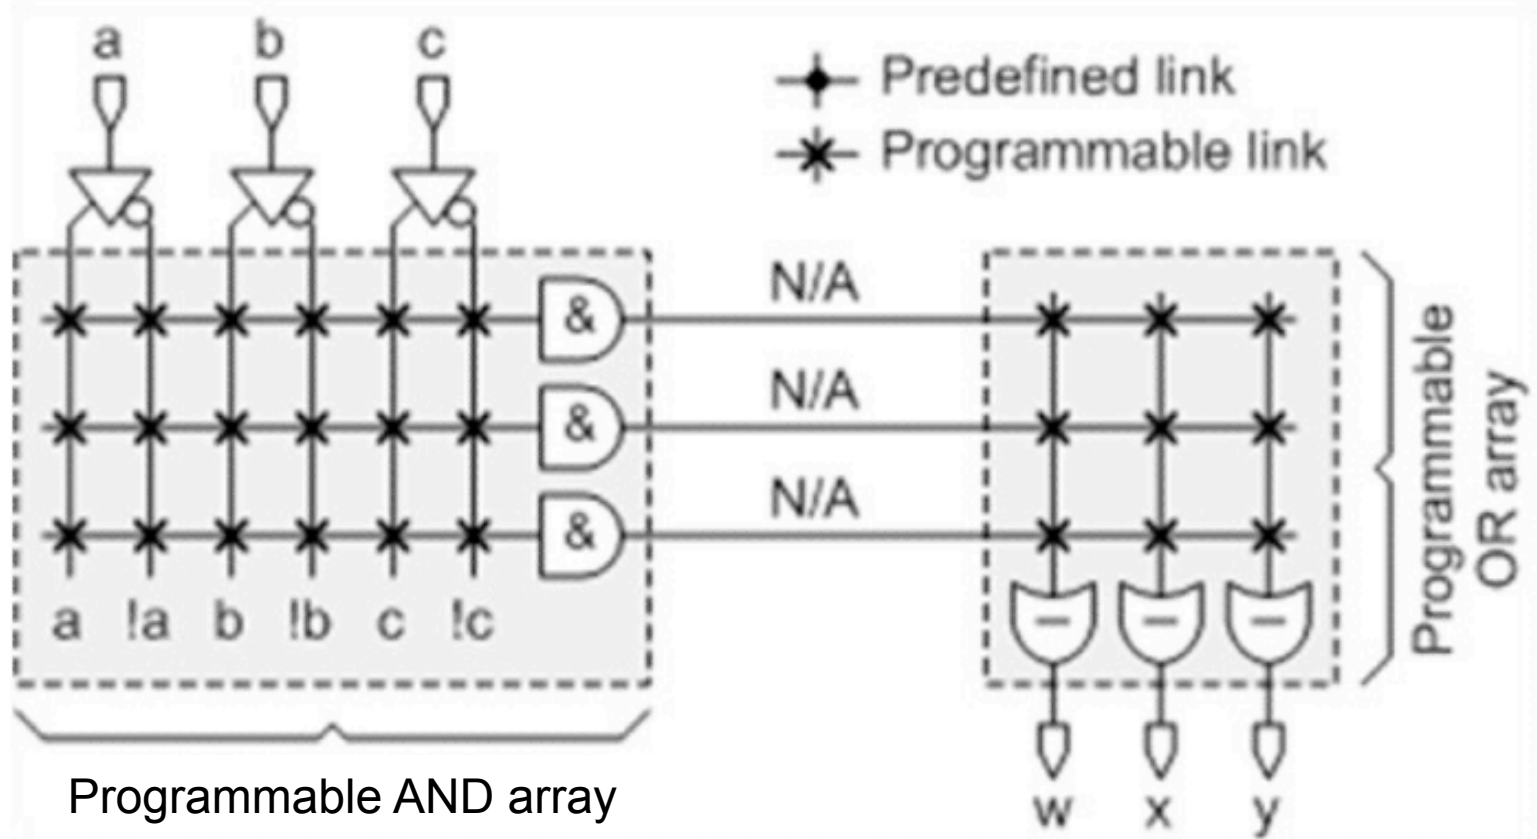 a b c
Predefined link
Programmable link
N/A
&
N/A
&
N/A
&
a !a b !b c !c
Programmable
OR array
w x y
Programmable AND array